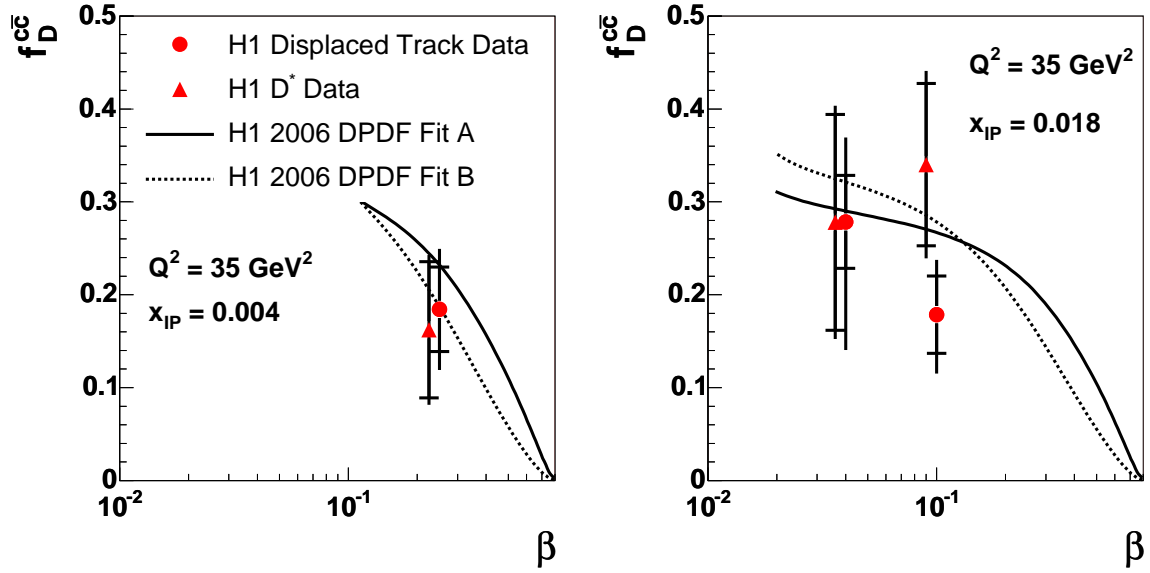 f_D^{cc̄}
0.5
0.4
0.3
0.2
0.1
0
H1 Displaced Track Data
H1 D* Data
H1 2006 DPDF Fit A
H1 2006 DPDF Fit B
Q² = 35 GeV²
x_IP = 0.004
10⁻²
10⁻¹
β
f_D^{cc̄}
0.5
0.4
0.3
0.2
0.1
0
Q² = 35 GeV²
x_IP = 0.018
10⁻²
10⁻¹
β